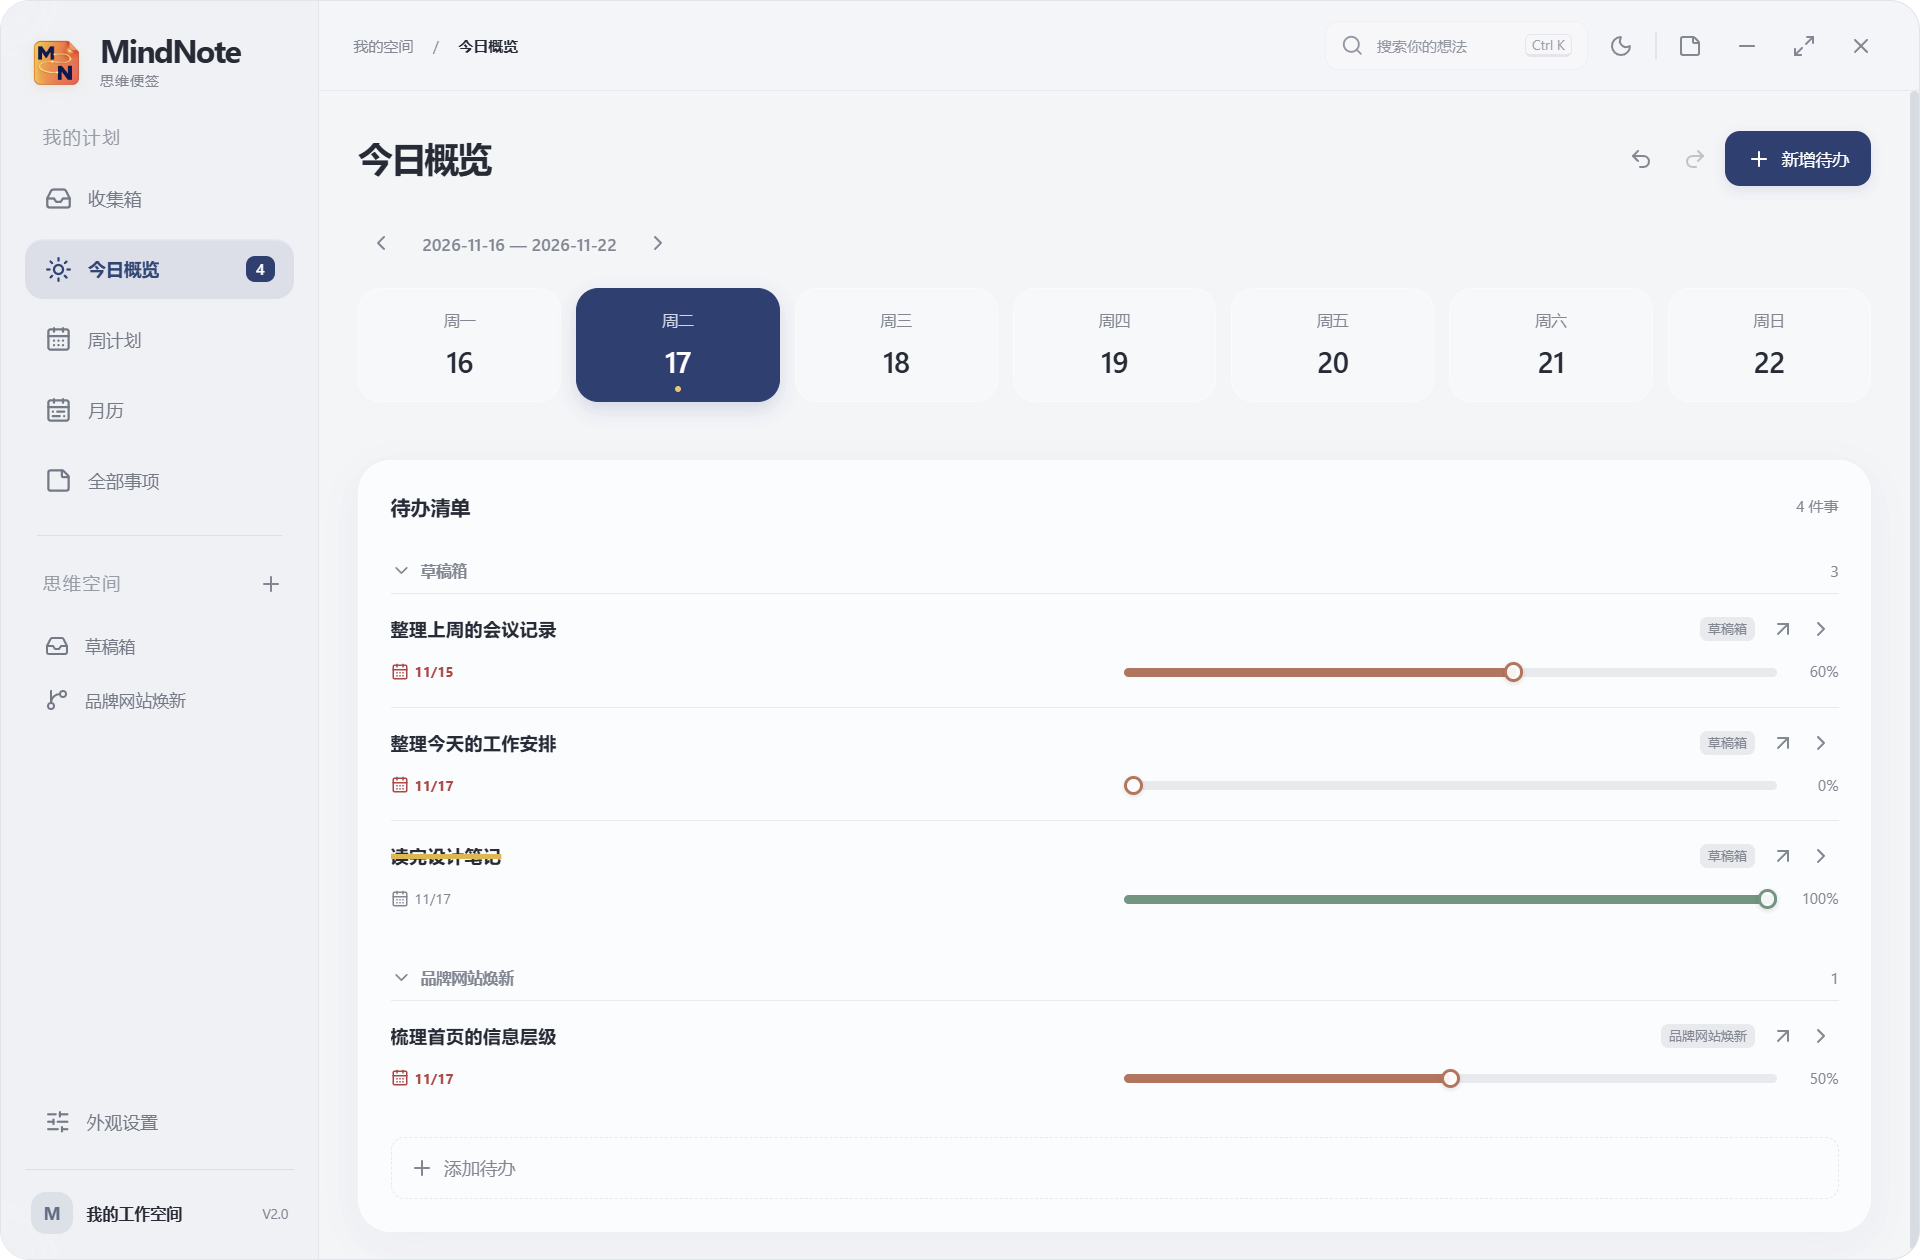 MindNote
思维便签
我的计划
收集箱
今日概览 4
周计划
月历
全部事项
思维空间
草稿箱
品牌网站焕新
外观设置
M 我的工作空间 V2.0
我的空间 / 今日概览
搜索你的想法 Ctrl K
今日概览
新增待办
2026-11-16 — 2026-11-22
周一 周二 周三 周四 周五 周六 周日
16 17 18 19 20 21 22
待办清单 4 件事
草稿箱 3
整理上周的会议记录 草稿箱
11/15 60%
整理今天的工作安排 草稿箱
11/17 0%
读完设计笔记 草稿箱
11/17 100%
品牌网站焕新 1
梳理首页的信息层级 品牌网站焕新
11/17 50%
添加待办